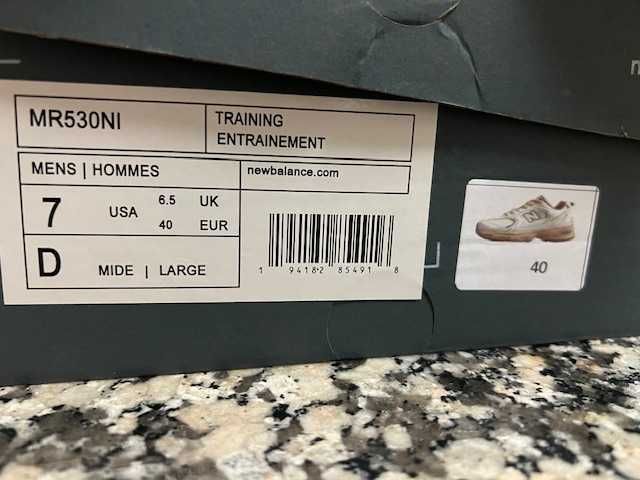 MR530NI
TRAINING
ENTRAINEMENT
MENS | HOMMES
newbalance.com
7 USA 6.5 UK
40 EUR
D MIDE | LARGE
1 94182 85491 8
N
40
n